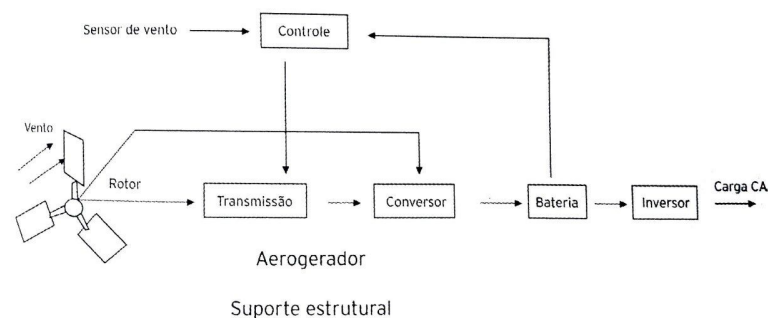 Sensor de vento
Controle
Vento
Rotor
Transmissão
Conversor
Bateria
Inversor
Carga CA
Aerogerador
Suporte estrutural